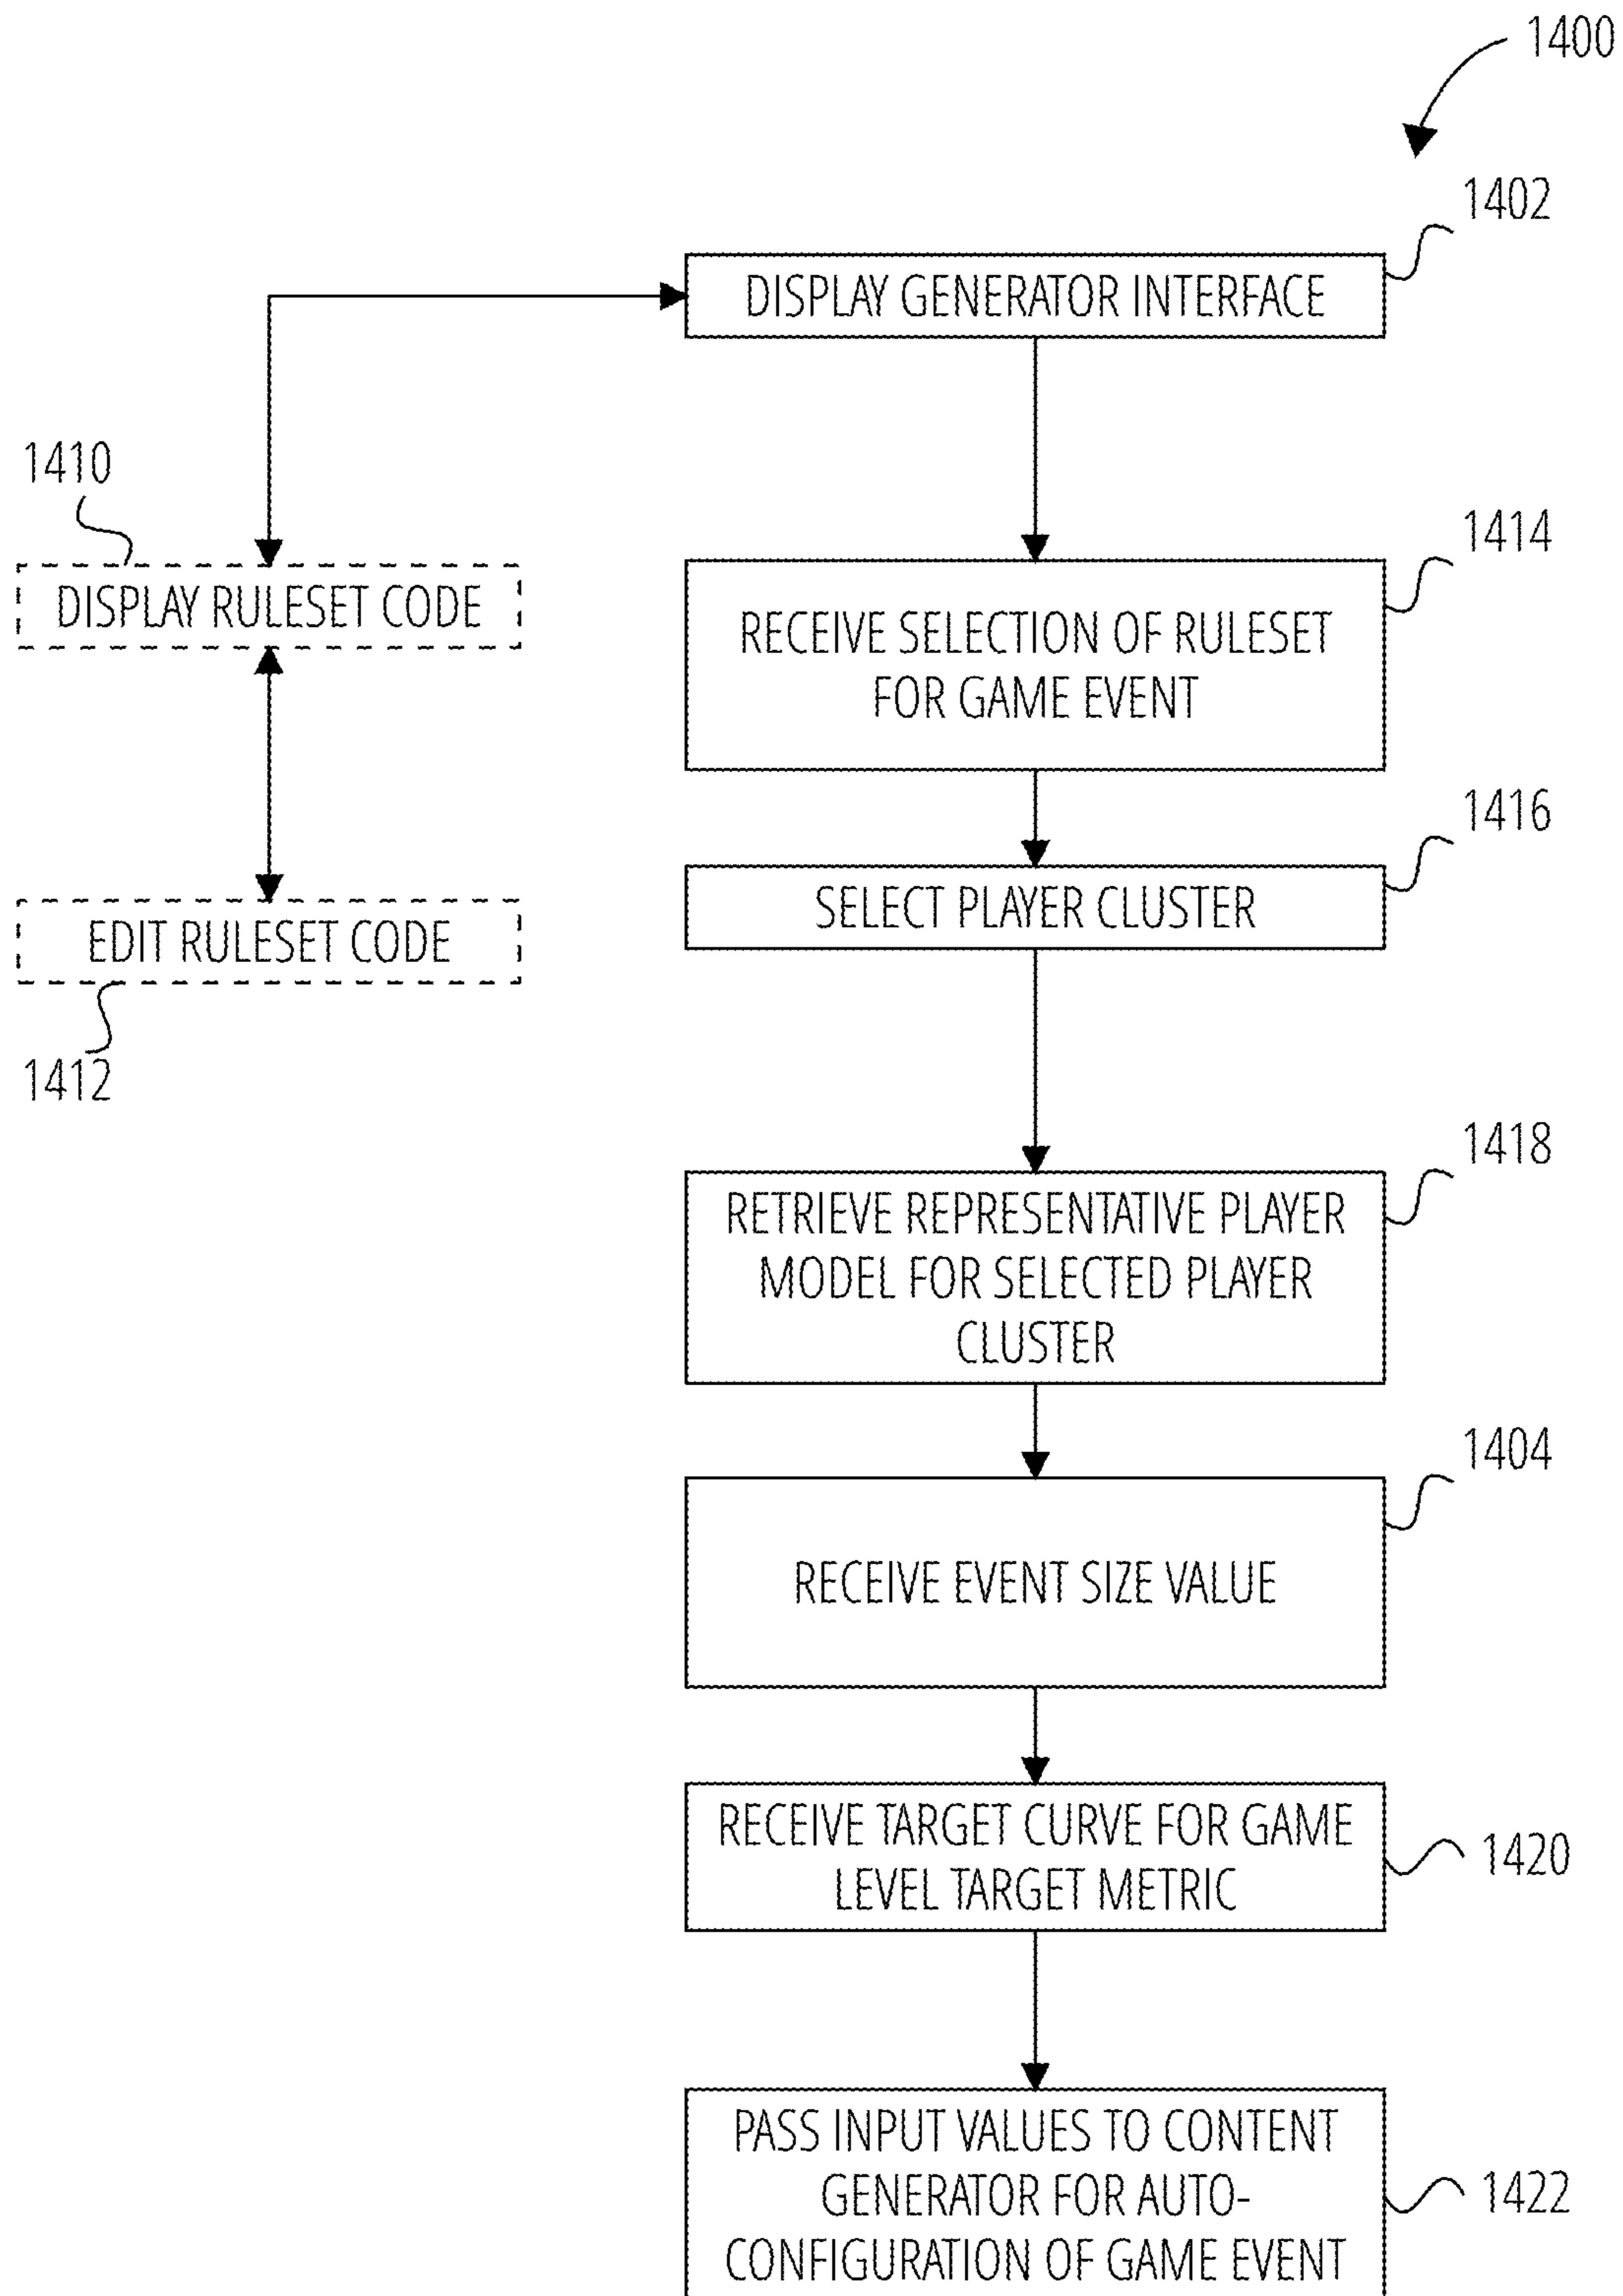 1400
1402
DISPLAY GENERATOR INTERFACE
1410
DISPLAY RULESET CODE
1414
RECEIVE SELECTION OF RULESET
FOR GAME EVENT
1416
SELECT PLAYER CLUSTER
EDIT RULESET CODE
1412
1418
RETRIEVE REPRESENTATIVE PLAYER
MODEL FOR SELECTED PLAYER
CLUSTER
1404
RECEIVE EVENT SIZE VALUE
RECEIVE TARGET CURVE FOR GAME
LEVEL TARGET METRIC
1420
PASS INPUT VALUES TO CONTENT
GENERATOR FOR AUTO-
CONFIGURATION OF GAME EVENT
1422